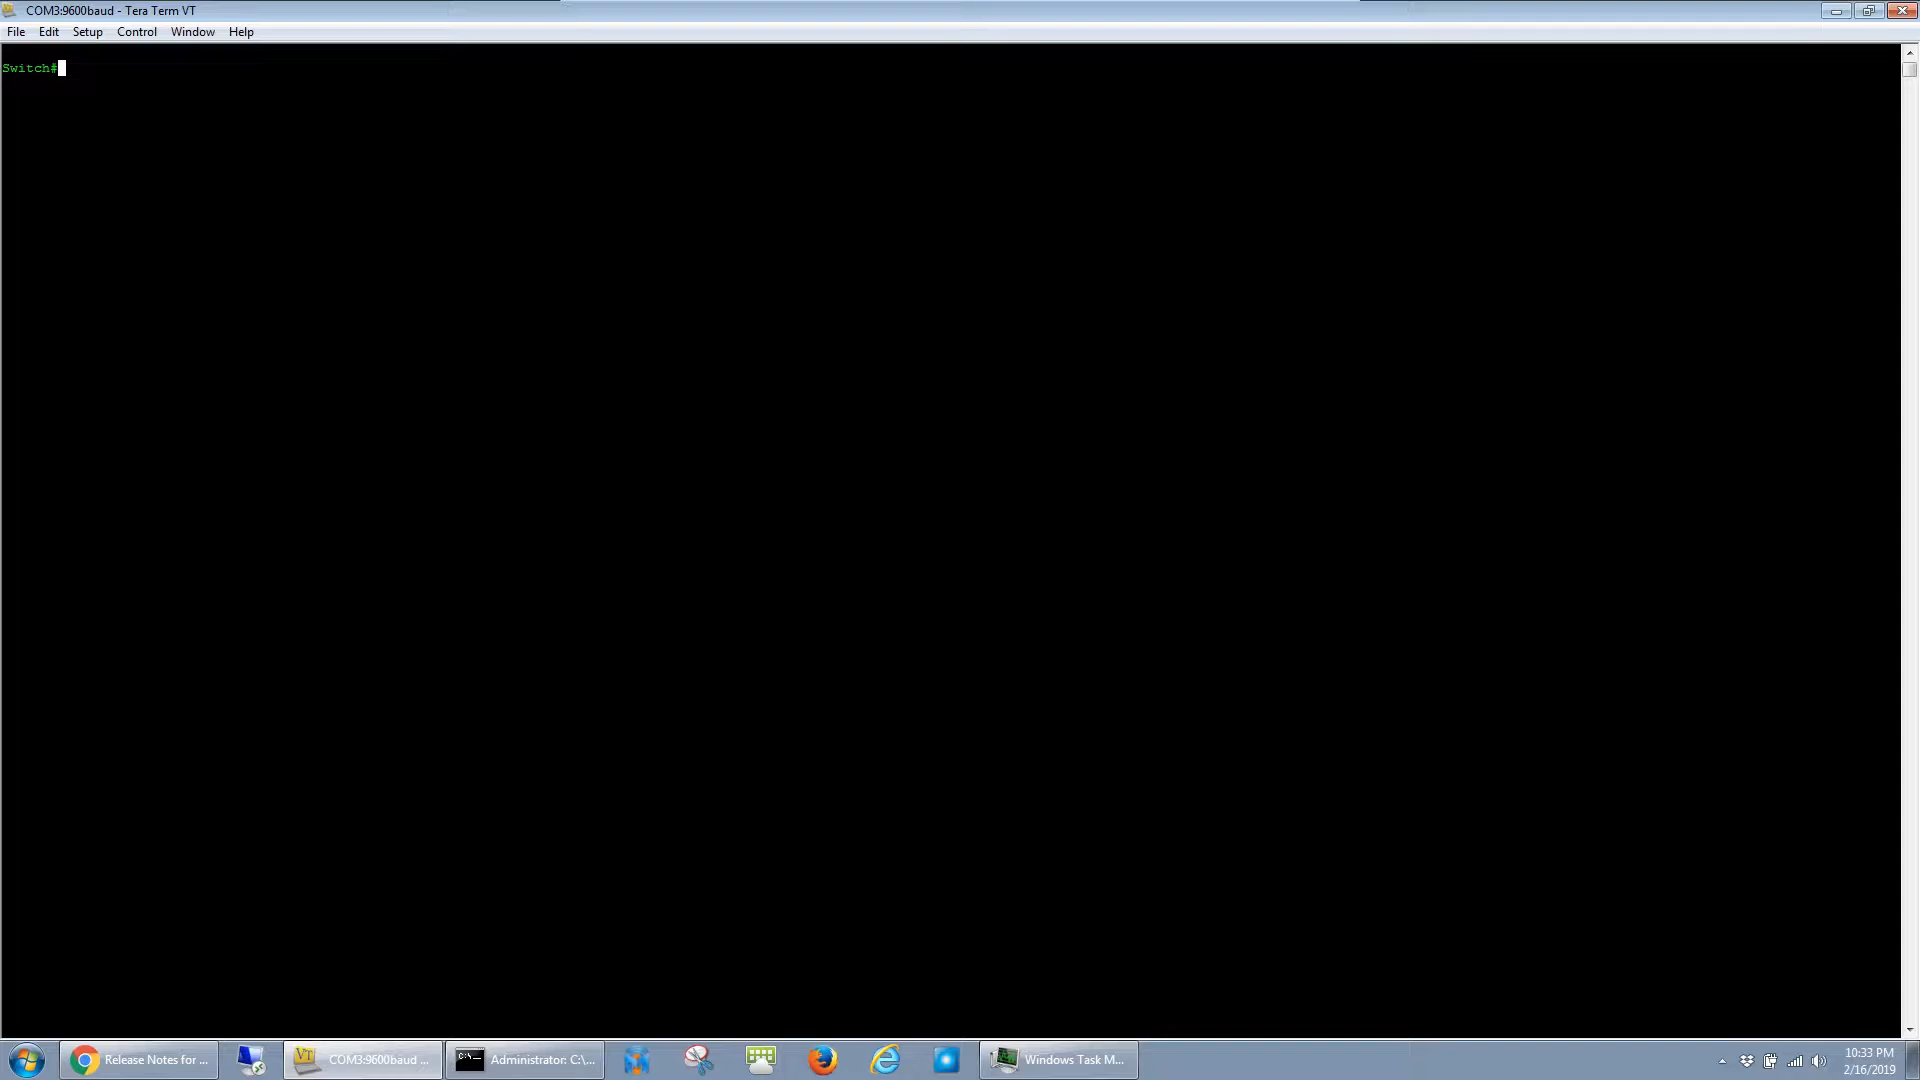 COM3:9600baud - Tera Term VT
File Edit Setup Control Window Help
Switch#
Release Notes for ...
VT
COM3:9600baud ...
C:\
Administrator: C:\...
Windows Task M...
10:33 PM
2/16/2019